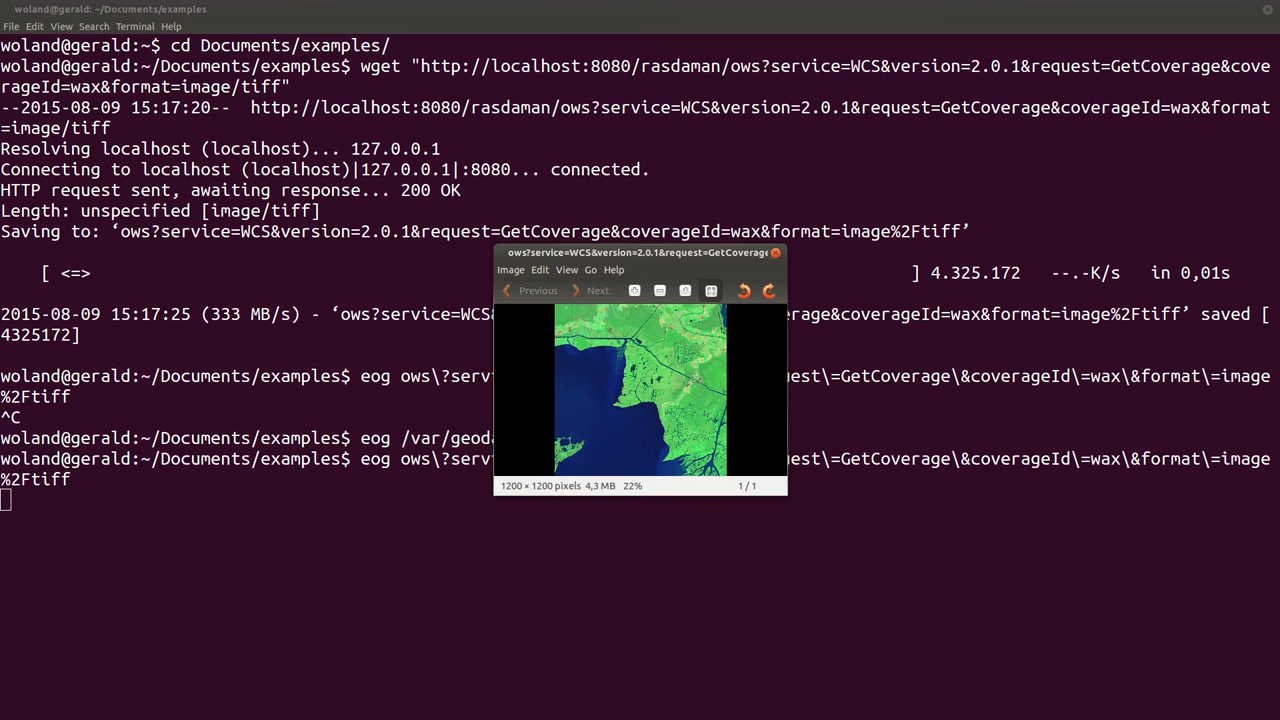 woland@gerald: ~/Documents/examples
File Edit View Search Terminal Help
woland@gerald:~$ cd Documents/examples/
woland@gerald:~/Documents/examples$ wget "http://localhost:8080/rasdaman/ows?service=WCS&version=2.0.1&request=GetCoverage&cove
rageId=wax&format=image/tiff"
--2015-08-09 15:17:20--  http://localhost:8080/rasdaman/ows?service=WCS&version=2.0.1&request=GetCoverage&coverageId=wax&format
=image/tiff
Resolving localhost (localhost)... 127.0.0.1
Connecting to localhost (localhost)|127.0.0.1|:8080... connected.
HTTP request sent, awaiting response... 200 OK
Length: unspecified [image/tiff]
Saving to: ‘ows?service=WCS&version=2.0.1&request=GetCoverage&coverageId=wax&format=image%2Ftiff’
[ <=> ] 4.325.172 --.-K/s in 0,01s
2015-08-09 15:17:25 (333 MB/s) - ‘ows?service=WCS erage&coverageId=wax&format=image%2Ftiff’ saved [
4325172]
woland@gerald:~/Documents/examples$ eog ows\?serv uest\=GetCoverage\&coverageId\=wax\&format\=image
%2Ftiff
^C
woland@gerald:~/Documents/examples$ eog /var/geoda
woland@gerald:~/Documents/examples$ eog ows\?serv uest\=GetCoverage\&coverageId\=wax\&format\=image
%2Ftiff
ows?service=WCS&version=2.0.1&request=GetCoverage
Image Edit View Go Help
Previous Next
1200 × 1200 pixels 4,3 MB 22% 1 / 1